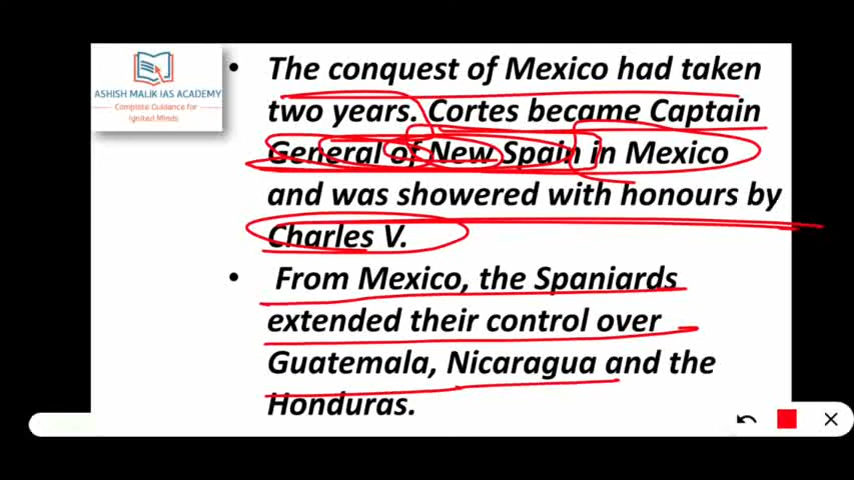 ASHISH MALIK IAS ACADEMY
Complete Guidance for
Ignited Minds
• The conquest of Mexico had taken
two years. Cortes became Captain
General of New Spain in Mexico
and was showered with honours by
Charles V.
• From Mexico, the Spaniards
extended their control over
Guatemala, Nicaragua and the
Honduras.